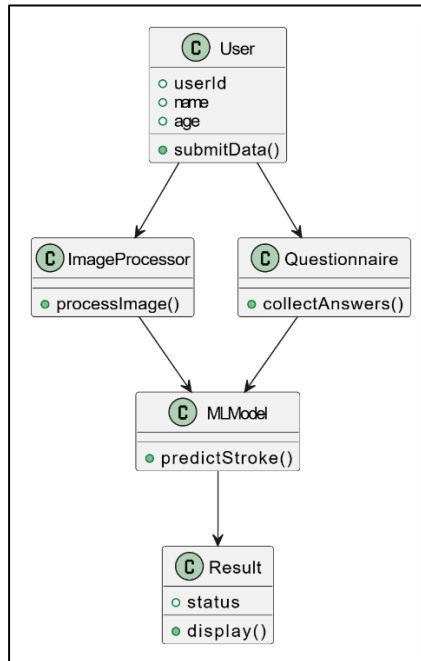 C User
userId
name
age
submitData()
C ImageProcessor
processImage()
C Questionnaire
collectAnswers()
C MLModel
predictStroke()
C Result
status
display()